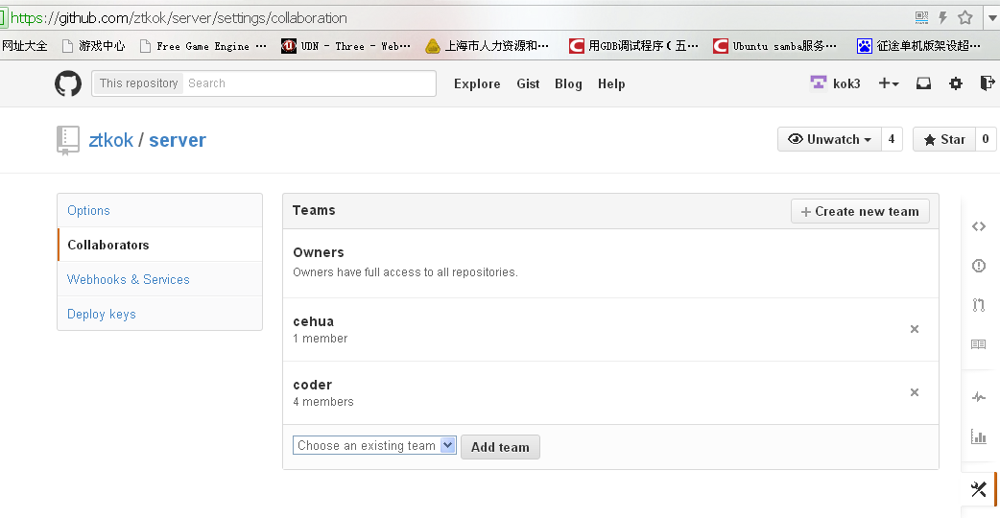 https://github.com/ztkok/server/settings/collaboration
网址大全 游戏中心 Free Game Engine … UDN - Three - Web… 上海市人力资源和… 用GDB调试程序(五… Ubuntu samba服务… 征途单机版架设超…
This repository Search Explore Gist Blog Help kok3
ztkok / server Unwatch 4 Star 0
Options
Collaborators
Webhooks & Services
Deploy keys
Teams Create new team
Owners
Owners have full access to all repositories.
cehua
1 member
coder
4 members
Choose an existing team Add team